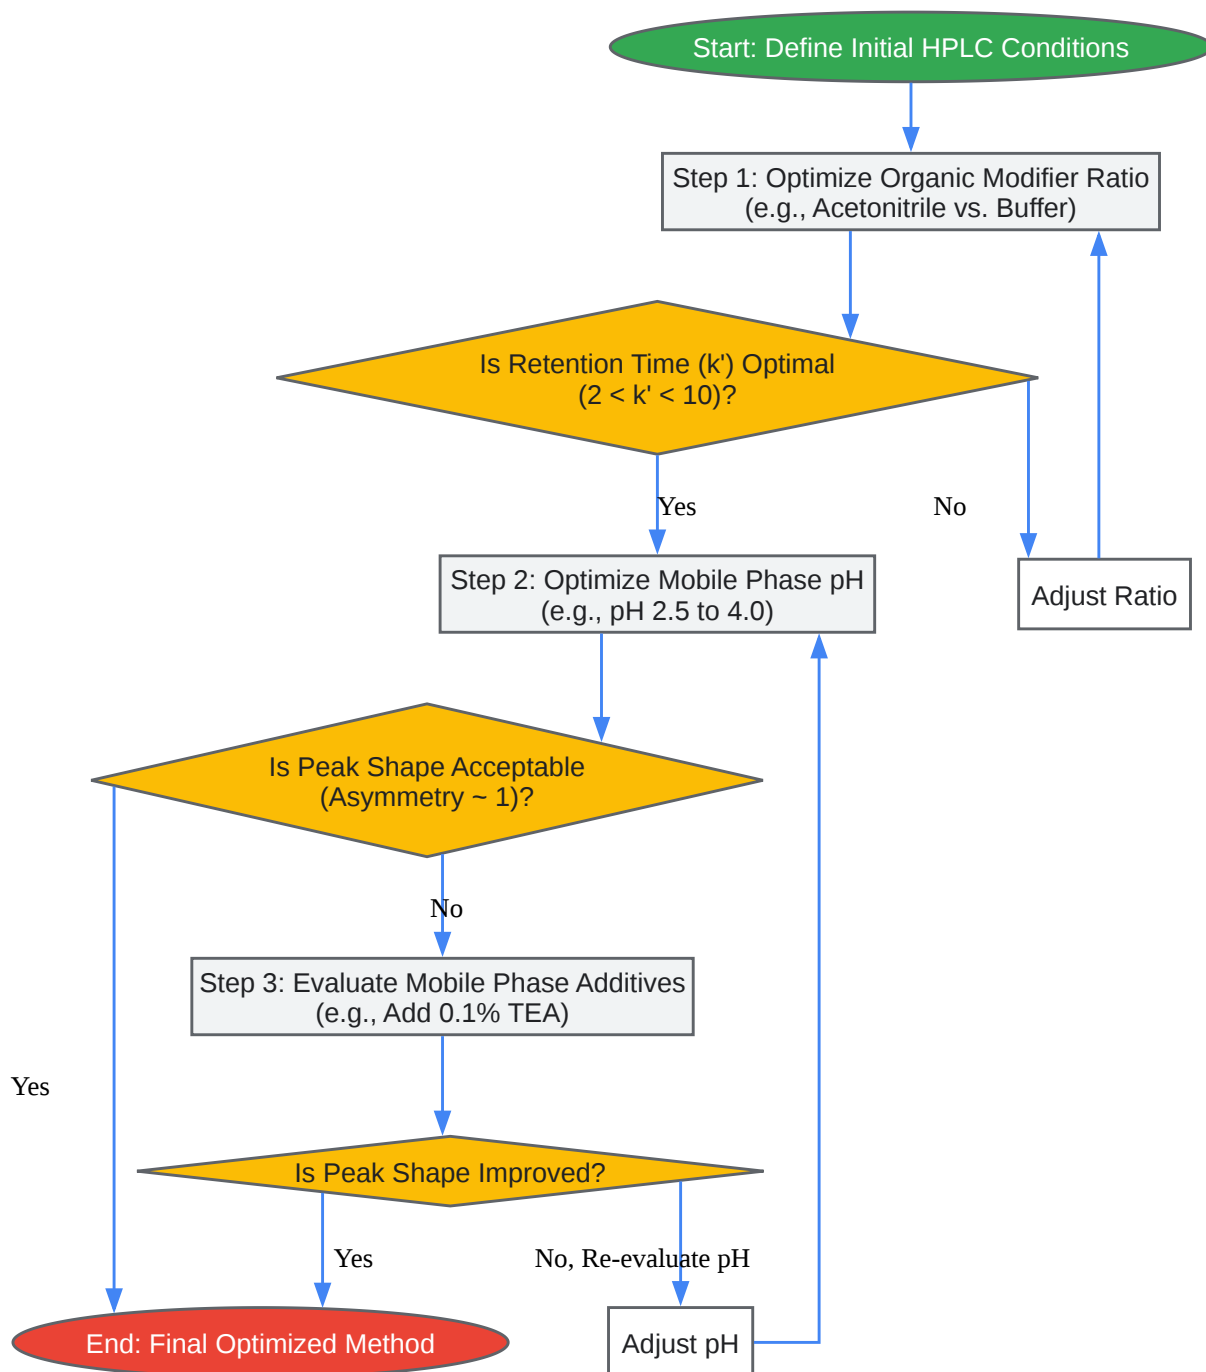 Start: Define Initial HPLC Conditions
Step 1: Optimize Organic Modifier Ratio
(e.g., Acetonitrile vs. Buffer)
Is Retention Time (k') Optimal
(2 < k' < 10)?
Yes
No
Step 2: Optimize Mobile Phase pH
(e.g., pH 2.5 to 4.0)
Adjust Ratio
Is Peak Shape Acceptable
(Asymmetry ~ 1)?
No
Step 3: Evaluate Mobile Phase Additives
(e.g., Add 0.1% TEA)
Yes
Is Peak Shape Improved?
Yes
No, Re-evaluate pH
End: Final Optimized Method
Adjust pH